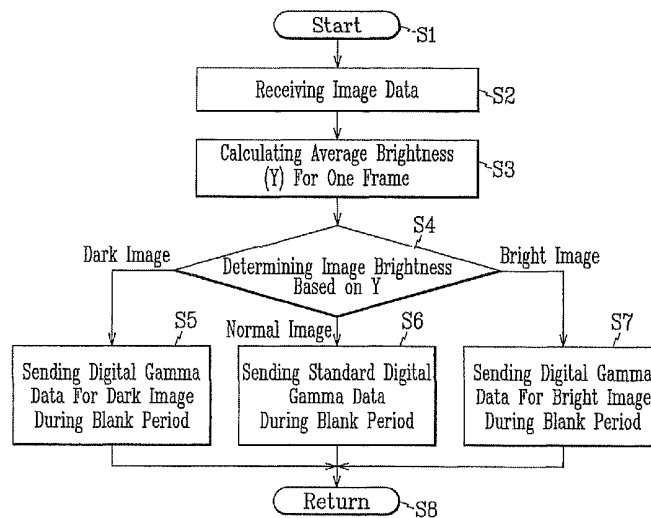 Start
S1
Receiving Image Data
S2
Calculating Average Brightness
(Y) For One Frame
S3
S4
Dark Image
Determining Image Brightness
Based on Y
Bright Image
Normal Image
S5
Sending Digital Gamma
Data For Dark Image
During Blank Period
S6
Sending Standard Digital
Gamma Data
During Blank Period
S7
Sending Digital Gamma
Data For Bright Image
During Blank Period
Return
S8